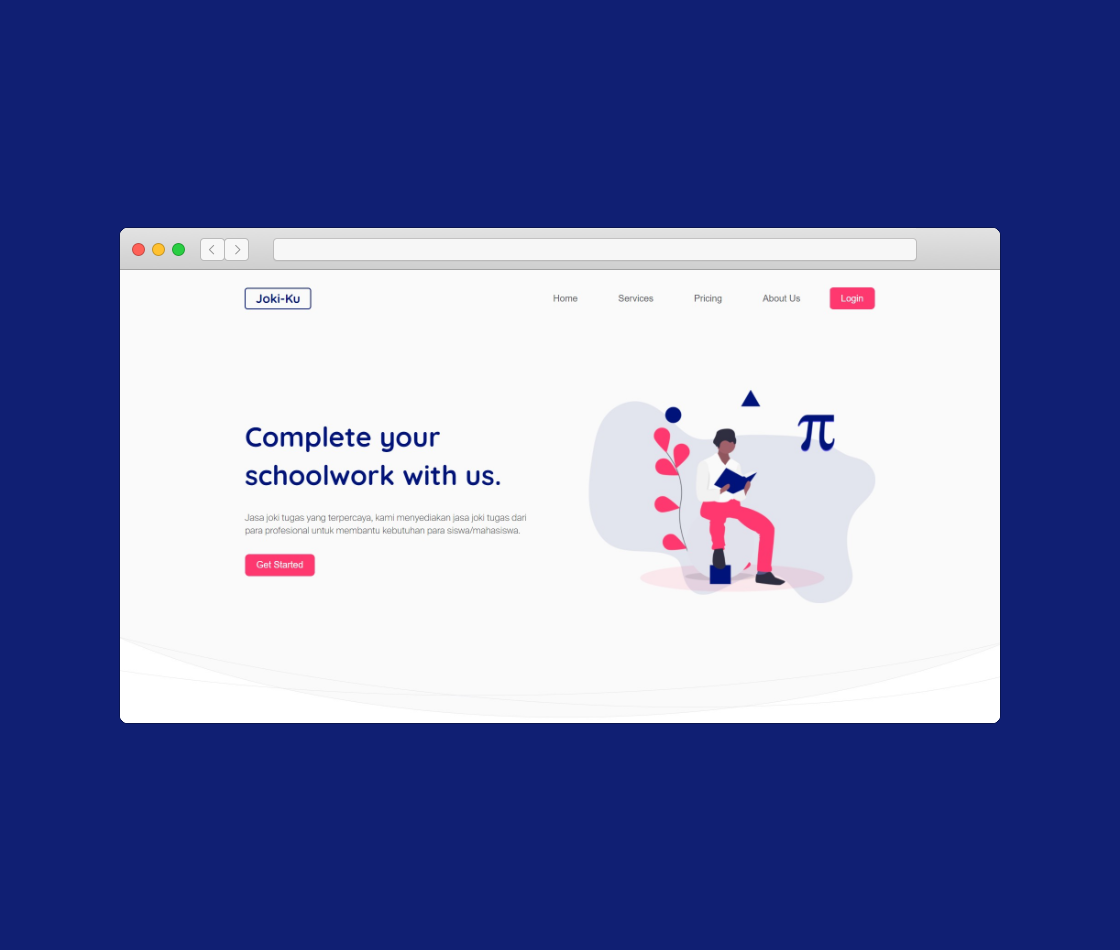 Joki-Ku
Home
Services
Pricing
About Us
Login
Complete your
schoolwork with us.
Jasa joki tugas yang terpercaya, kami menyediakan jasa joki tugas dari
para profesional untuk membantu kebutuhan para siswa/mahasiswa.
Get Started
π